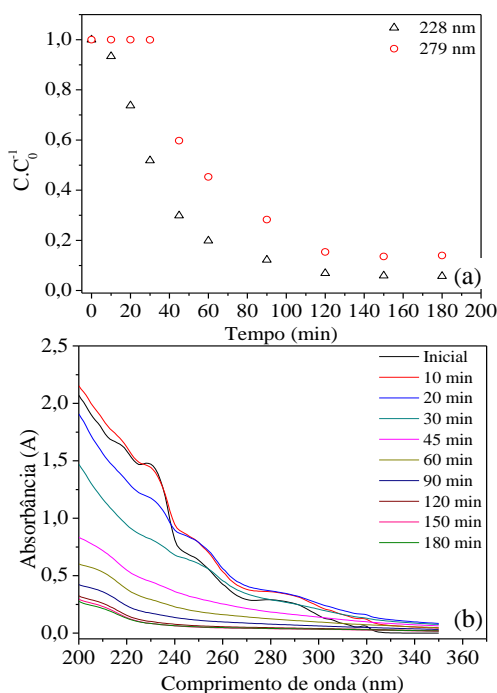 1,0
0,8
0,6
0,4
0,2
0,0
C.C₀⁻¹
228 nm
279 nm
(a)
0 20 40 60 80 100 120 140 160 180 200
Tempo (min)
2,5
2,0
1,5
1,0
0,5
0,0
Absorbância (A)
Inicial
10 min
20 min
30 min
45 min
60 min
90 min
120 min
150 min
180 min
(b)
200 220 240 260 280 300 320 340 360
Comprimento de onda (nm)